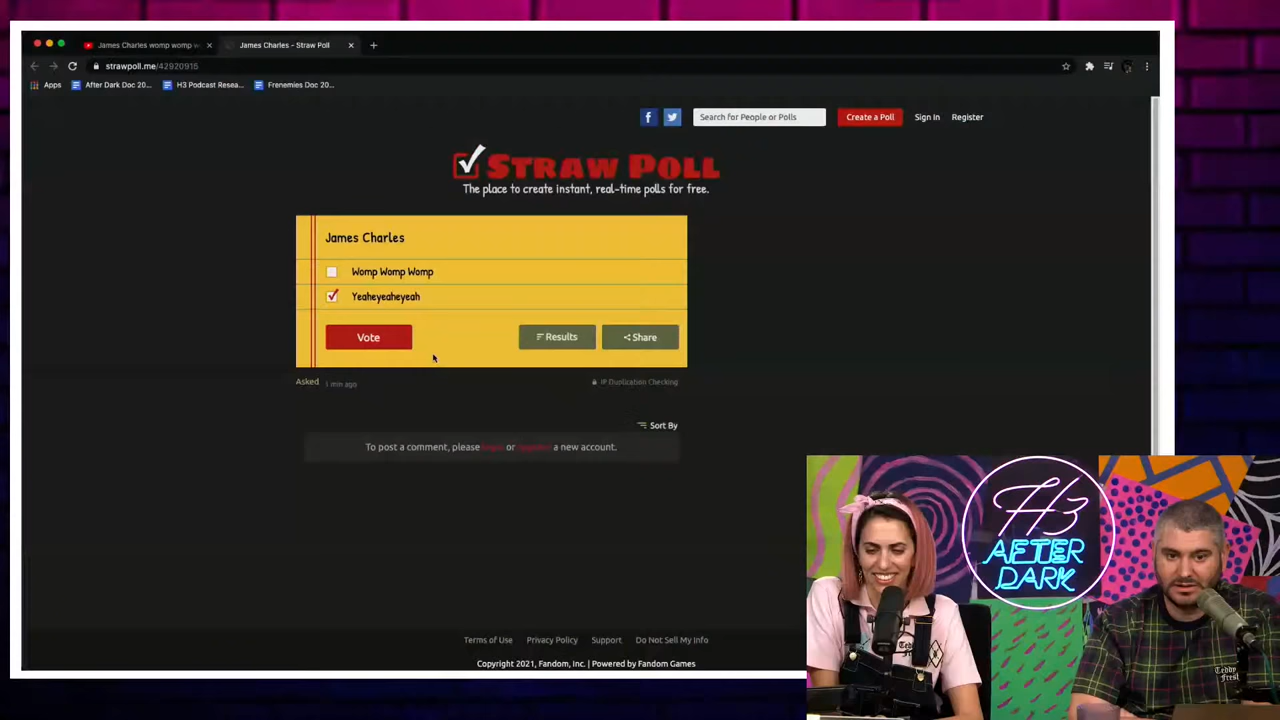 James Charles womp womp w
James Charles - Straw Poll
strawpoll.me/42920915
Apps
After Dark Doc 20...
H3 Podcast Resea...
Frenemies Doc 20...
f
Search for People or Polls
Create a Poll
Sign In
Register
STRAW POLL
The place to create instant, real-time polls for free.
James Charles
Womp Womp Womp
Yeaheyeaheyeah
Vote
Results
Share
Asked 1 min ago
IP Duplication Checking
Sort By
To post a comment, please login or register a new account.
H3
AFTER
DARK
Teddy
Fresh
Terms of Use
Privacy Policy
Support
Do Not Sell My Info
Copyright 2021, Fandom, Inc. | Powered by Fandom Games